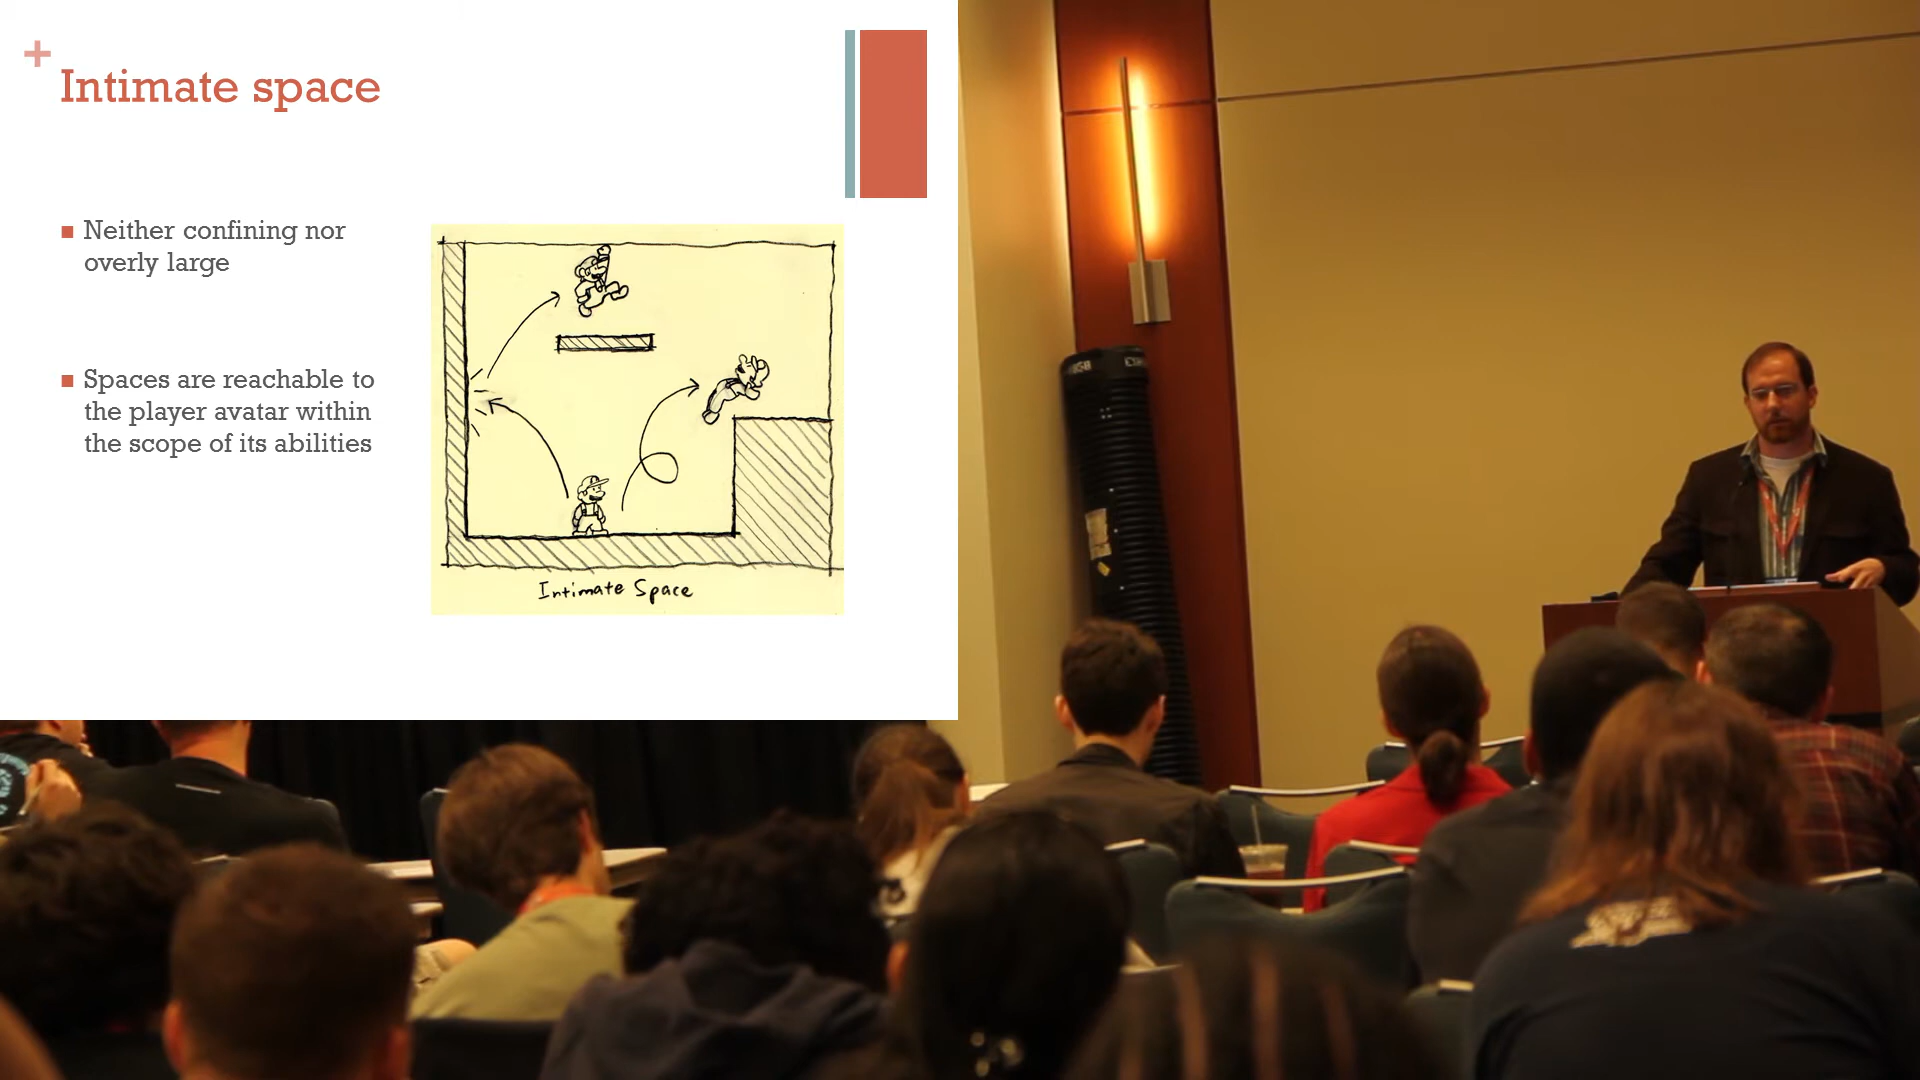 Intimate space
Neither confining nor
overly large
Spaces are reachable to
the player avatar within
the scope of its abilities
Intimate Space